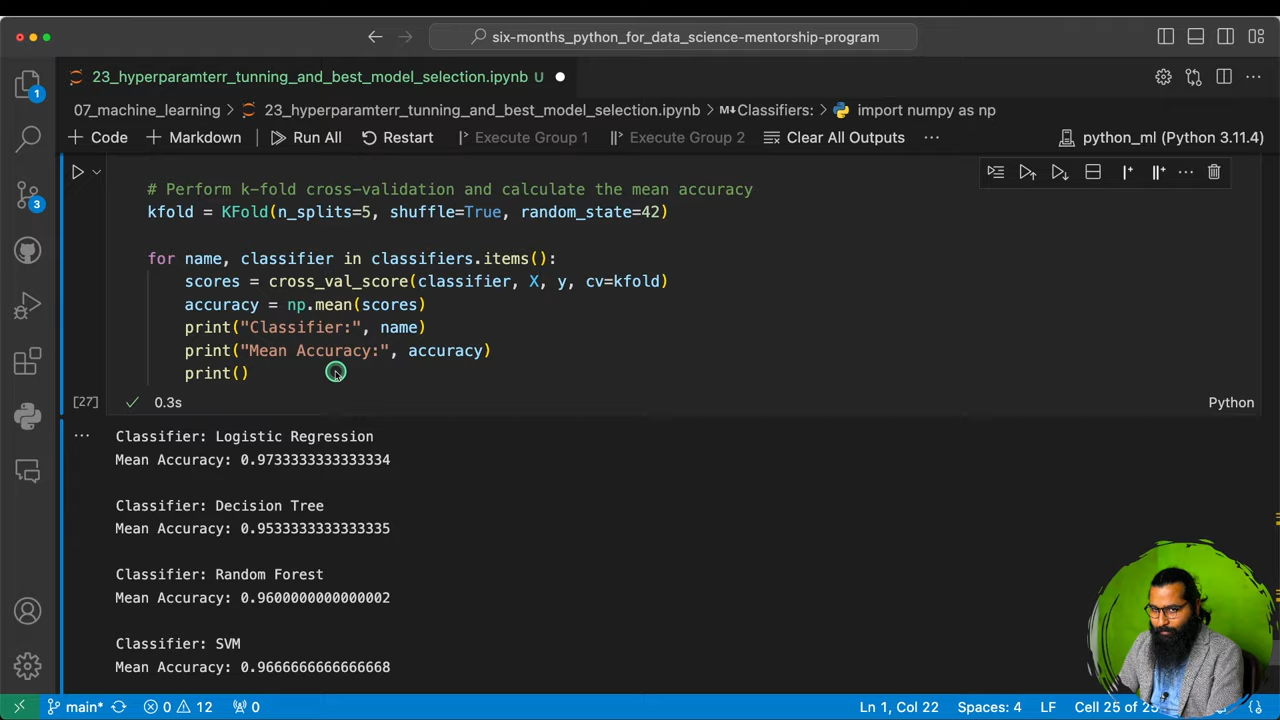 six-months_python_for_data_science-mentorship-program
23_hyperparamterr_tunning_and_best_model_selection.ipynb U
07_machine_learning > 23_hyperparamterr_tunning_and_best_model_selection.ipynb > M↓Classifiers: > import numpy as np
+ Code + Markdown Run All Restart Execute Group 1 Execute Group 2 Clear All Outputs ... python_ml (Python 3.11.4)
# Perform k-fold cross-validation and calculate the mean accuracy
kfold = KFold(n_splits=5, shuffle=True, random_state=42)
for name, classifier in classifiers.items():
scores = cross_val_score(classifier, X, y, cv=kfold)
accuracy = np.mean(scores)
print("Classifier:", name)
print("Mean Accuracy:", accuracy)
print()
[27] 0.3s Python
Classifier: Logistic Regression
Mean Accuracy: 0.9733333333333334
Classifier: Decision Tree
Mean Accuracy: 0.9533333333333335
Classifier: Random Forest
Mean Accuracy: 0.9600000000000002
Classifier: SVM
Mean Accuracy: 0.9666666666666668
1
3
main* 0 12 0 Ln 1, Col 22 Spaces: 4 LF Cell 25 of 25